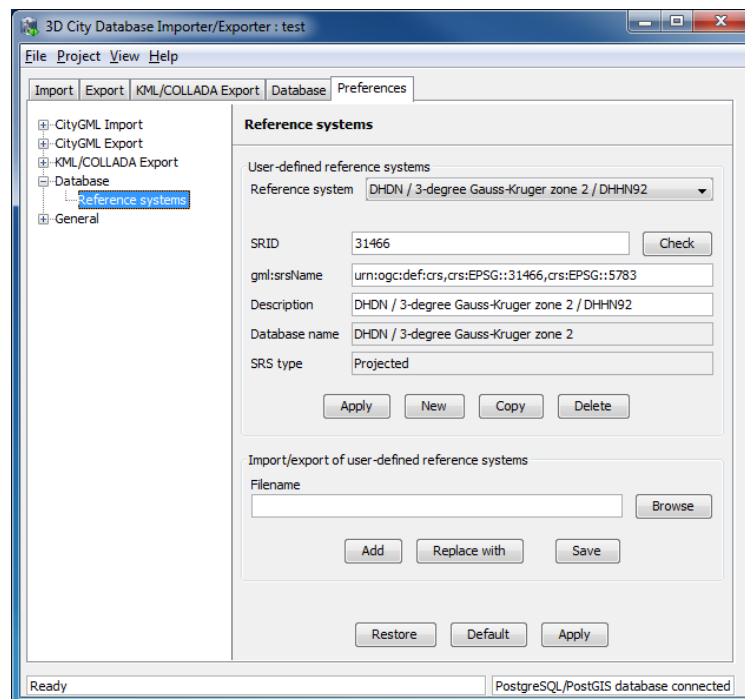 3D City Database Importer/Exporter : test
File Project View Help
Import Export KML/COLLADA Export Database Preferences
CityGML Import
CityGML Export
KML/COLLADA Export
Database
Reference systems
General
Reference systems
User-defined reference systems
Reference system DHDN / 3-degree Gauss-Kruger zone 2 / DHHN92
SRID 31466 Check
gml:srsName urn:ogc:def:crs,crs:EPSG::31466,crs:EPSG::5783
Description DHDN / 3-degree Gauss-Kruger zone 2 / DHHN92
Database name DHDN / 3-degree Gauss-Kruger zone 2
SRS type Projected
Apply New Copy Delete
Import/export of user-defined reference systems
Filename
Browse
Add Replace with Save
Restore Default Apply
Ready PostgreSQL/PostGIS database connected